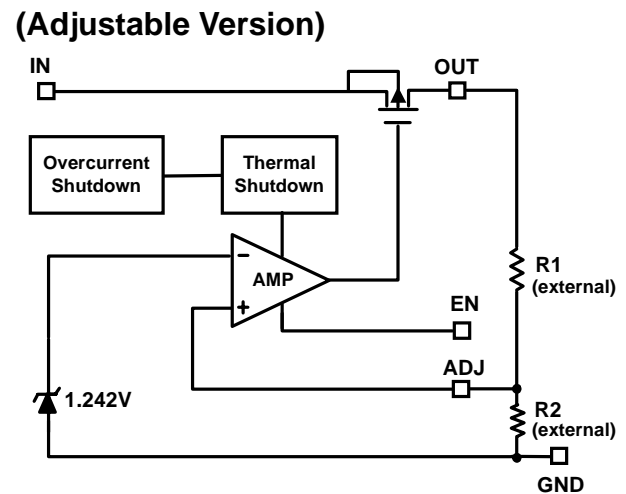 (Adjustable Version)
IN
OUT
Overcurrent
Shutdown
Thermal
Shutdown
−
AMP
+
R1
(external)
EN
ADJ
1.242V
R2
(external)
GND